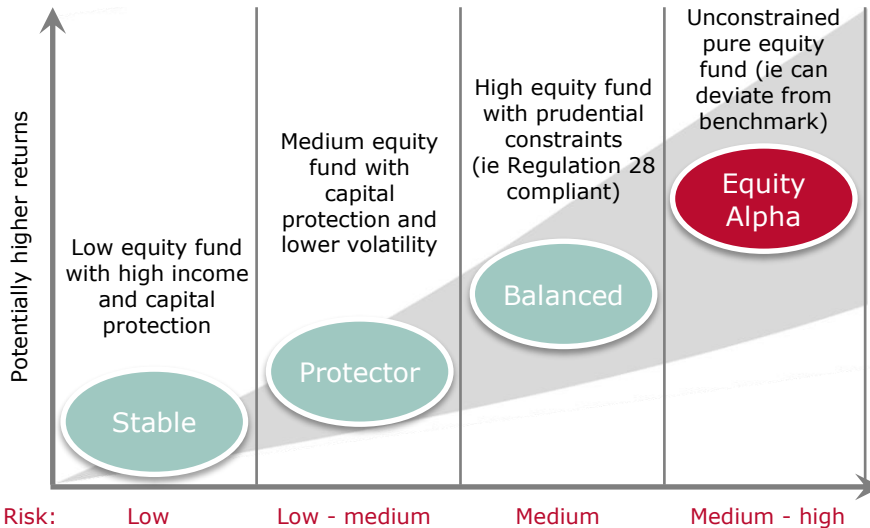 Potentially higher returns
Low equity fund
with high income
and capital
protection
Stable
Medium equity
fund with
capital
protection and
lower volatility
Protector
High equity fund
with prudential
constraints
(ie Regulation 28
compliant)
Balanced
Unconstrained
pure equity
fund (ie can
deviate from
benchmark)
Equity
Alpha
Risk: Low Low - medium Medium Medium - high